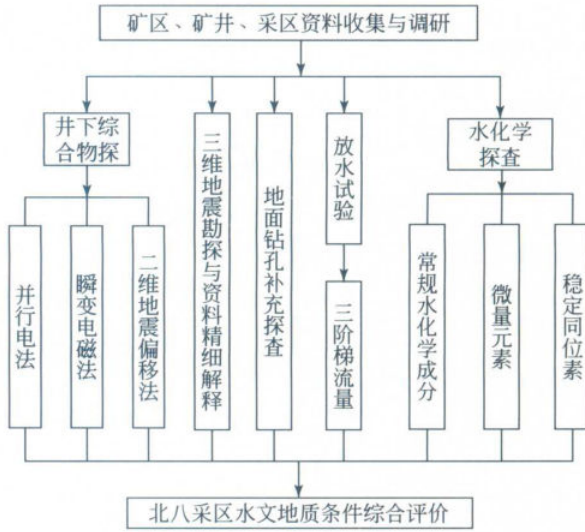 矿区、矿井、采区资料收集与调研
井下综
合物探
三维地震勘探与资料精细解释
地面钻孔补充探查
放水试验
水化学
探查
并行电法
瞬变电磁法
二维地震偏移法
三阶梯流量
常规水化学成分
微量元素
稳定同位素
北八采区水文地质条件综合评价